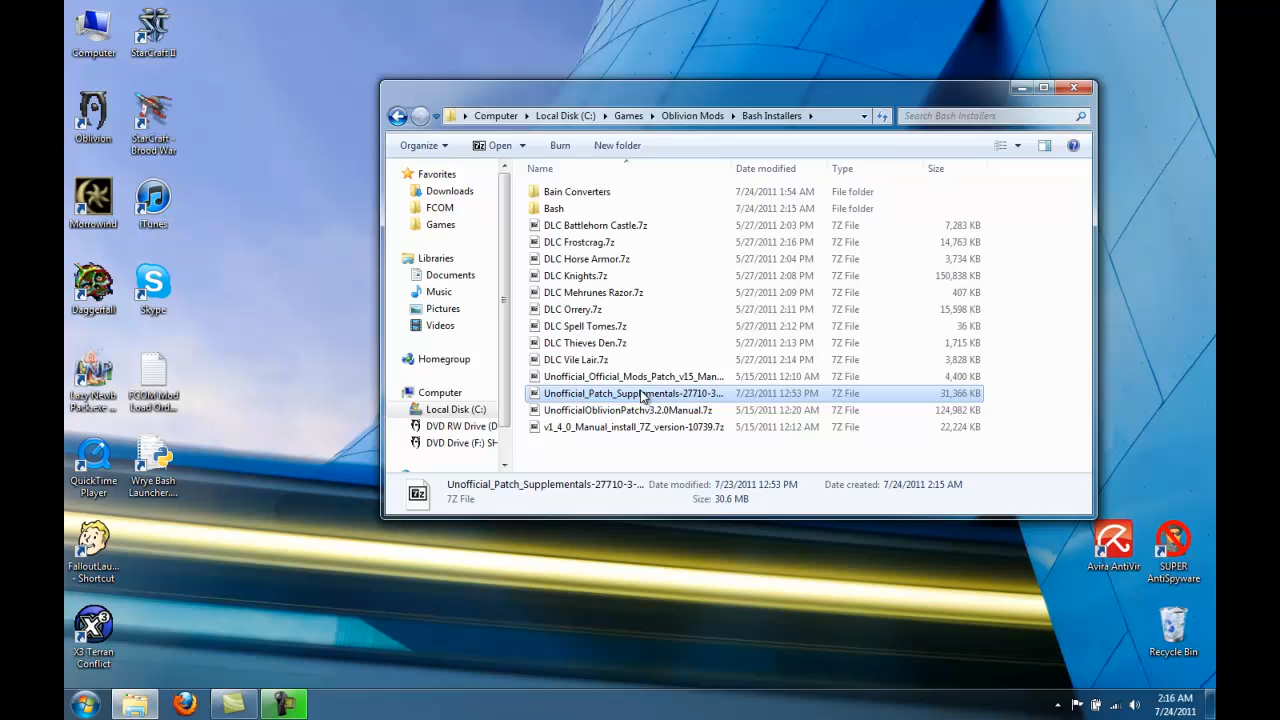 Computer
StarCraft II
Oblivion
StarCraft - Brood War
Morrowind
iTunes
Daggerfall
Skype
Lazy Newb Pack.exe ...
FCOM Mod Load Ord...
QuickTime Player
Wrye Bash Launcher....
FalloutLau... - Shortcut
X3 Terran Conflict
Computer Local Disk (C:) Games Oblivion Mods Bash Installers
Search Bash Installers
Organize Open Burn New folder
Favorites
Downloads
FCOM
Games
Libraries
Documents
Music
Pictures
Videos
Homegroup
Computer
Local Disk (C:)
DVD RW Drive (D
DVD Drive (F:) SH
Name Date modified Type Size
Bain Converters 7/24/2011 1:54 AM File folder
Bash 7/24/2011 2:15 AM File folder
DLC Battlehorn Castle.7z 5/27/2011 2:03 PM 7Z File 7,283 KB
DLC Frostcrag.7z 5/27/2011 2:16 PM 7Z File 14,763 KB
DLC Horse Armor.7z 5/27/2011 2:04 PM 7Z File 3,734 KB
DLC Knights.7z 5/27/2011 2:08 PM 7Z File 150,838 KB
DLC Mehrunes Razor.7z 5/27/2011 2:09 PM 7Z File 407 KB
DLC Orrery.7z 5/27/2011 2:11 PM 7Z File 15,598 KB
DLC Spell Tomes.7z 5/27/2011 2:12 PM 7Z File 36 KB
DLC Thieves Den.7z 5/27/2011 2:13 PM 7Z File 1,715 KB
DLC Vile Lair.7z 5/27/2011 2:14 PM 7Z File 3,828 KB
Unofficial_Official_Mods_Patch_v15_Man... 5/15/2011 12:10 AM 7Z File 4,400 KB
Unofficial_Patch_Supplementals-27710-3... 7/23/2011 12:53 PM 7Z File 31,366 KB
UnofficialOblivionPatchv3.2.0Manual.7z 5/15/2011 12:20 AM 7Z File 124,982 KB
v1_4_0_Manual_install_7Z_version-10739.7z 5/15/2011 12:12 AM 7Z File 22,224 KB
Unofficial_Patch_Supplementals-27710-3-... Date modified: 7/23/2011 12:53 PM Date created: 7/24/2011 2:15 AM
7Z File Size: 30.6 MB
7z
Avira AntiVir
SUPER AntiSpyware
Recycle Bin
2:16 AM
7/24/2011